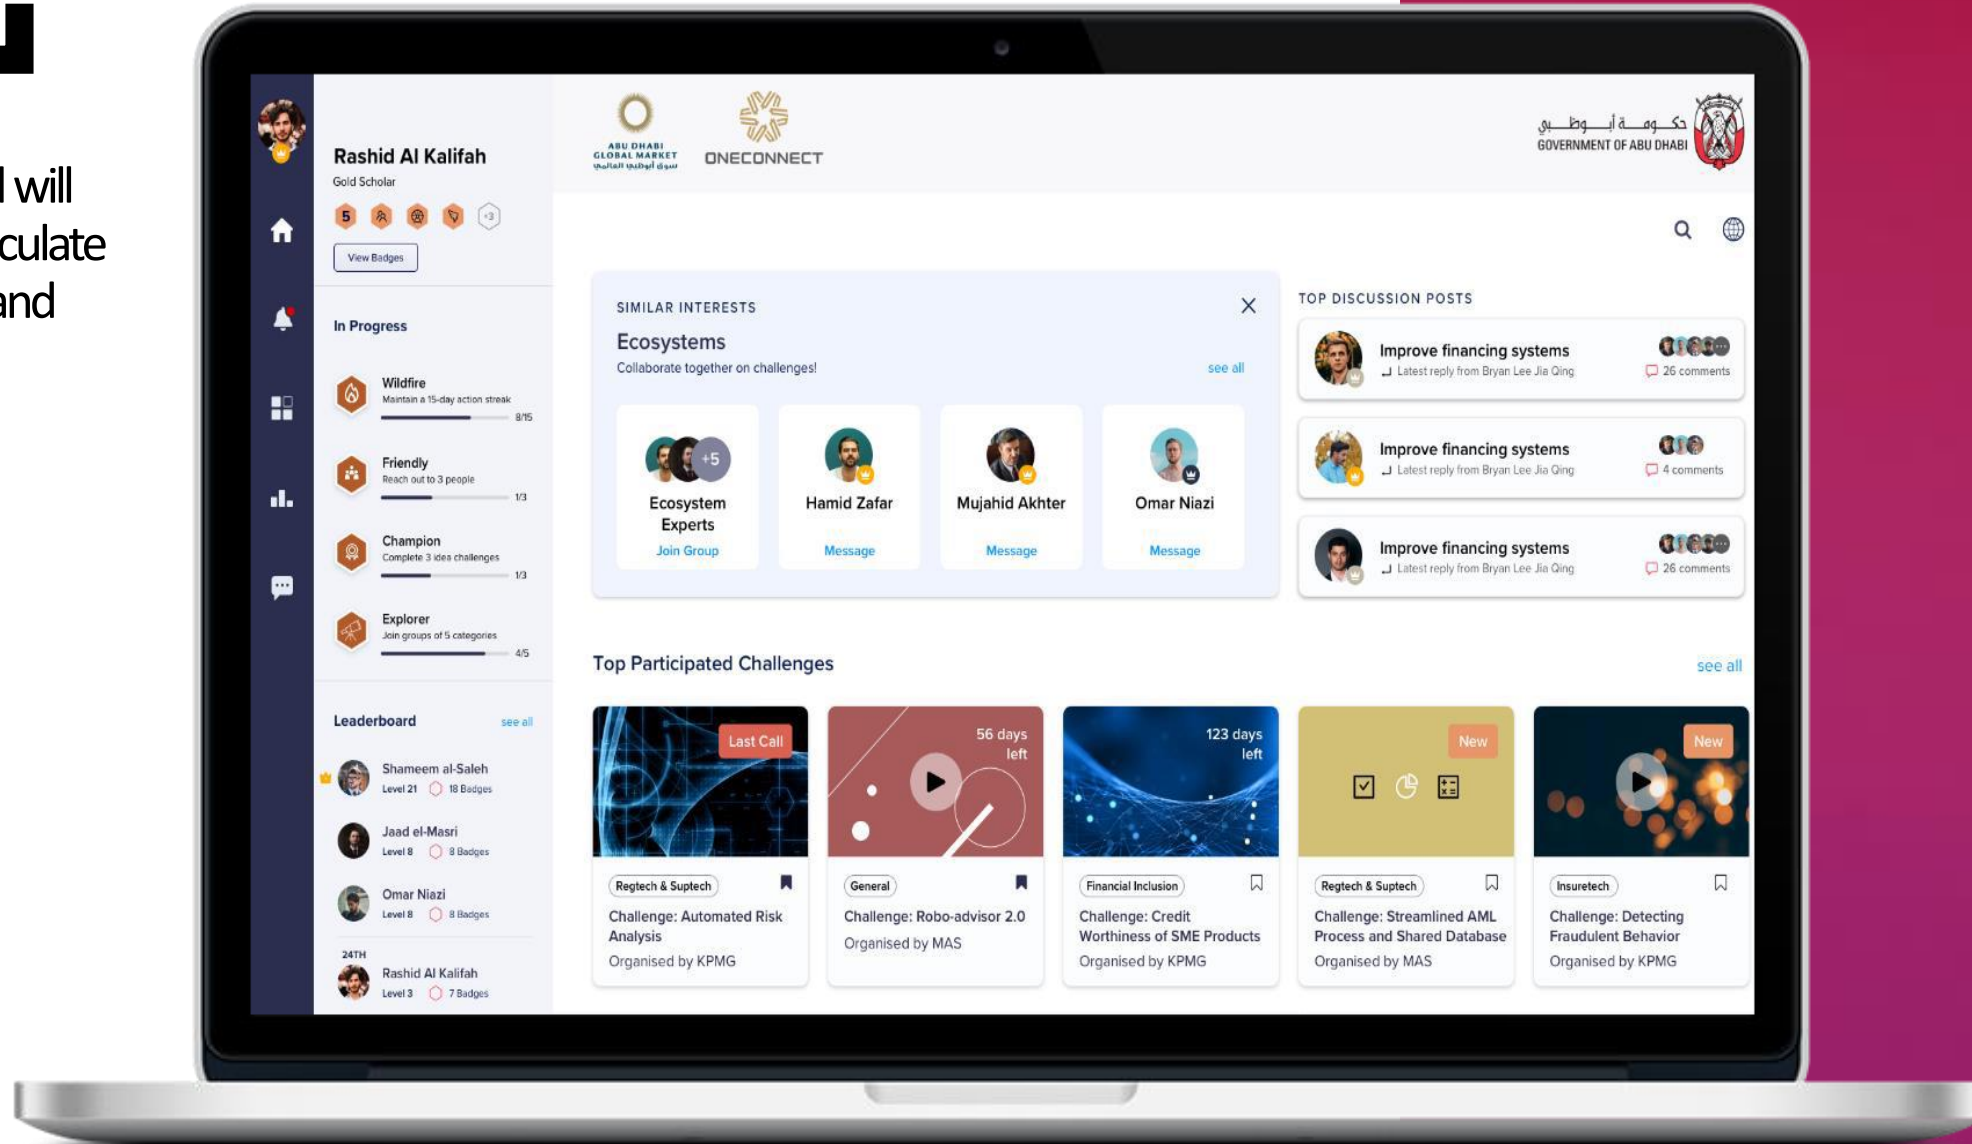 will
culate
and
Rashid Al Kalifah
Gold Scholar
5
+3
View Badges
In Progress
Wildfire
Maintain a 15-day action streak
8/15
Friendly
Reach out to 3 people
1/3
Champion
Complete 3 idea challenges
1/3
Explorer
Join groups of 5 categories
4/5
Leaderboard
see all
Shameem al-Saleh
Level 21 18 Badges
Jaad el-Masri
Level 8 8 Badges
Omar Niazi
Level 8 8 Badges
24TH
Rashid Al Kalifah
Level 3 7 Badges
ABU DHABI
GLOBAL MARKET
سوق أبوظبي العالمي
ONECONNECT
حكومة أبوظبي
GOVERNMENT OF ABU DHABI
SIMILAR INTERESTS
Ecosystems
Collaborate together on challenges!
see all
+5
Ecosystem
Experts
Join Group
Hamid Zafar
Message
Mujahid Akhter
Message
Omar Niazi
Message
TOP DISCUSSION POSTS
Improve financing systems
Latest reply from Bryan Lee Jia Qing
26 comments
Improve financing systems
Latest reply from Bryan Lee Jia Qing
4 comments
Improve financing systems
Latest reply from Bryan Lee Jia Qing
26 comments
Top Participated Challenges
see all
Last Call
Regtech & Suptech
Challenge: Automated Risk
Analysis
Organised by KPMG
56 days
left
General
Challenge: Robo-advisor 2.0
Organised by MAS
123 days
left
Financial Inclusion
Challenge: Credit
Worthiness of SME Products
Organised by KPMG
New
Regtech & Suptech
Challenge: Streamlined AML
Process and Shared Database
Organised by MAS
New
Insuretech
Challenge: Detecting
Fraudulent Behavior
Organised by KPMG